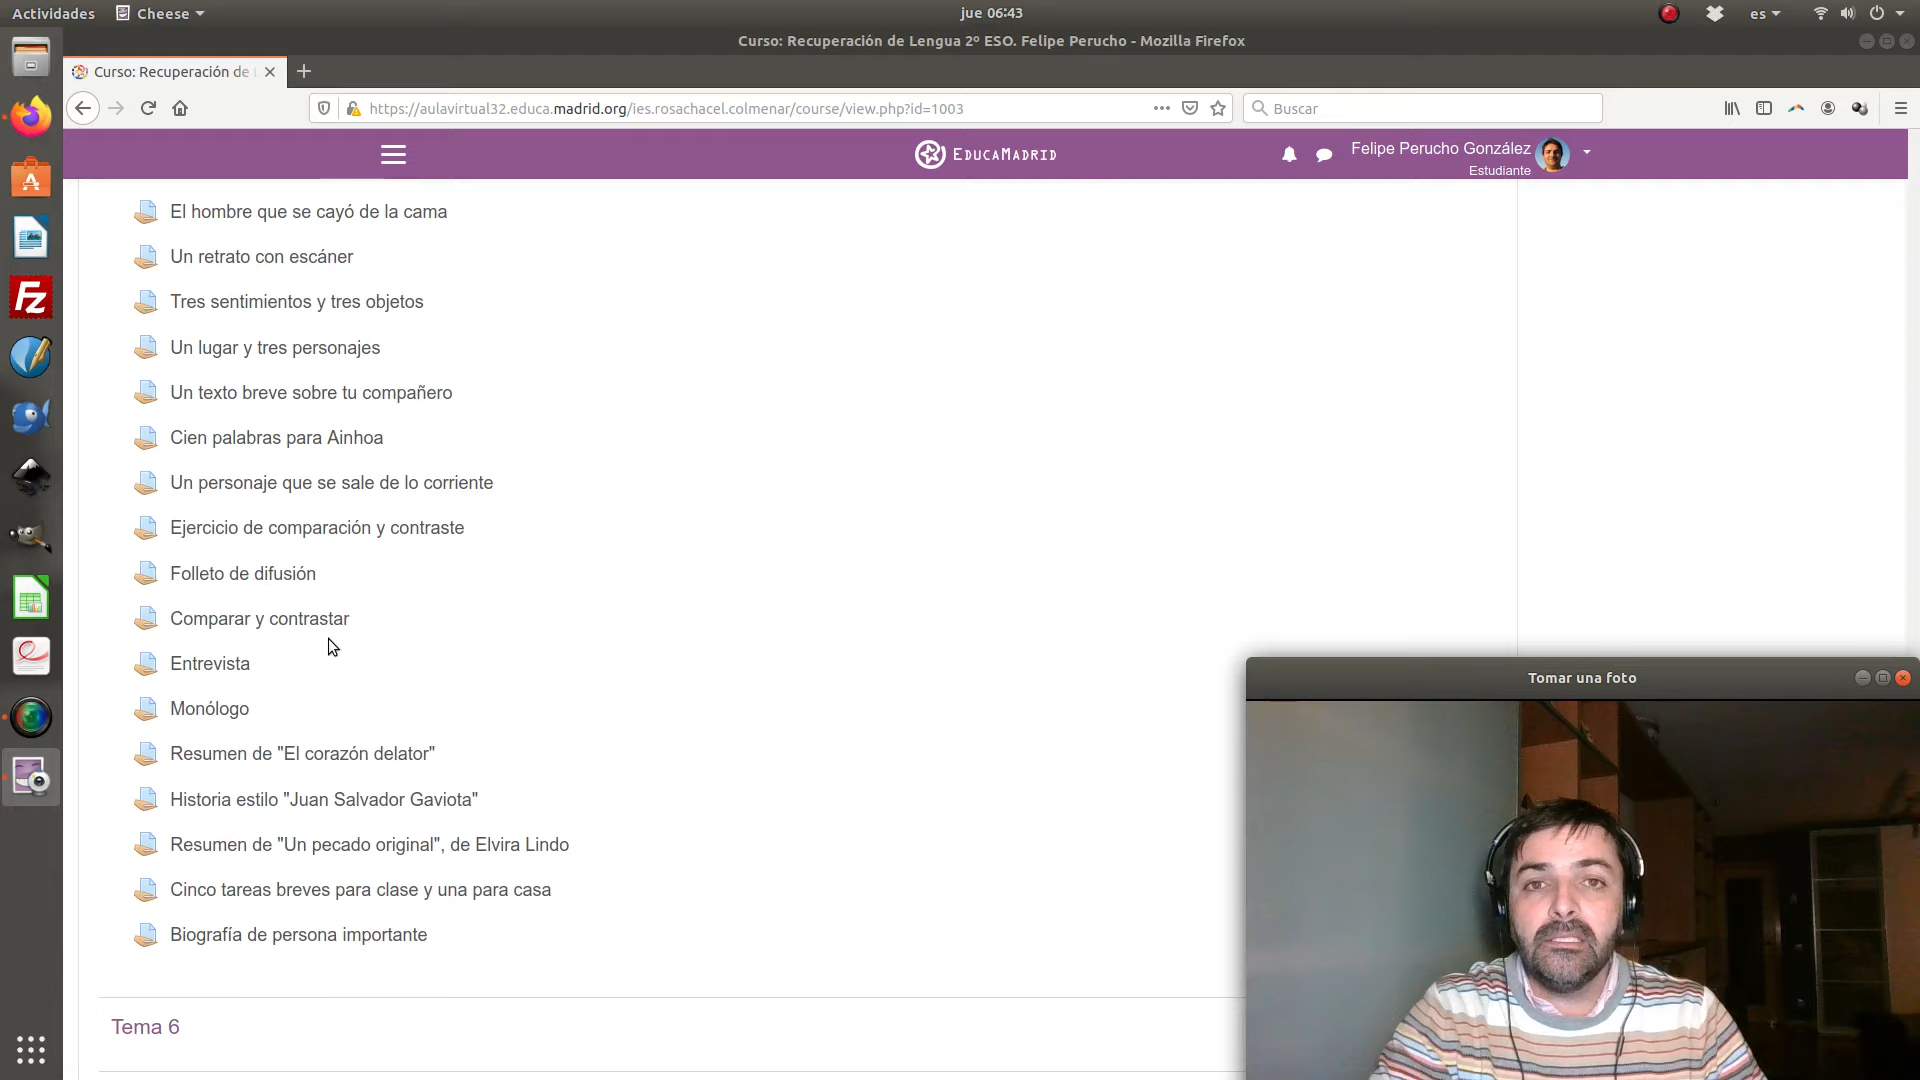 Actividades
Cheese
jue 06:43
es
Curso: Recuperación de Lengua 2º ESO. Felipe Perucho - Mozilla Firefox
Curso: Recuperación de
https://aulavirtual32.educa.madrid.org/ies.rosachacel.colmenar/course/view.php?id=1003
Buscar
EDUCAMADRID
Felipe Perucho González
Estudiante
El hombre que se cayó de la cama
Un retrato con escáner
Tres sentimientos y tres objetos
Un lugar y tres personajes
Un texto breve sobre tu compañero
Cien palabras para Ainhoa
Un personaje que se sale de lo corriente
Ejercicio de comparación y contraste
Folleto de difusión
Comparar y contrastar
Entrevista
Monólogo
Resumen de "El corazón delator"
Historia estilo "Juan Salvador Gaviota"
Resumen de "Un pecado original", de Elvira Lindo
Cinco tareas breves para clase y una para casa
Biografía de persona importante
Tema 6
Tomar una foto